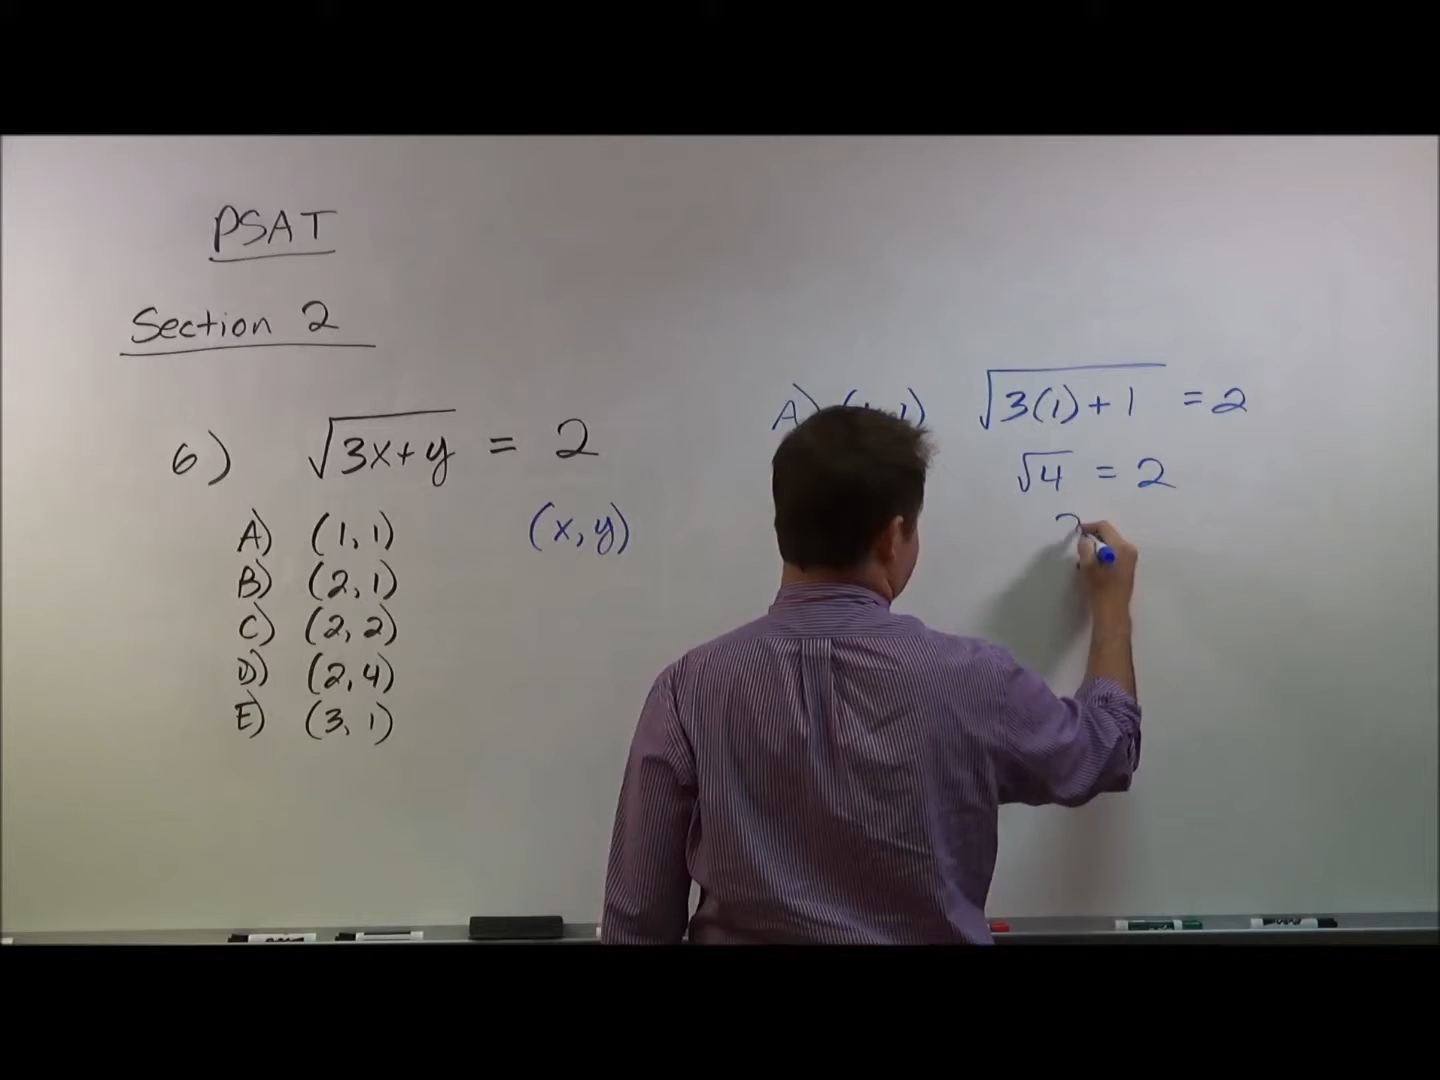 PSAT
Section 2
6) √3x+y = 2
A) (1, 1)
B) (2, 1)
C) (2, 2)
D) (2, 4)
E) (3, 1)
(x, y)
A) 1) √3(1)+1 = 2
√4 = 2